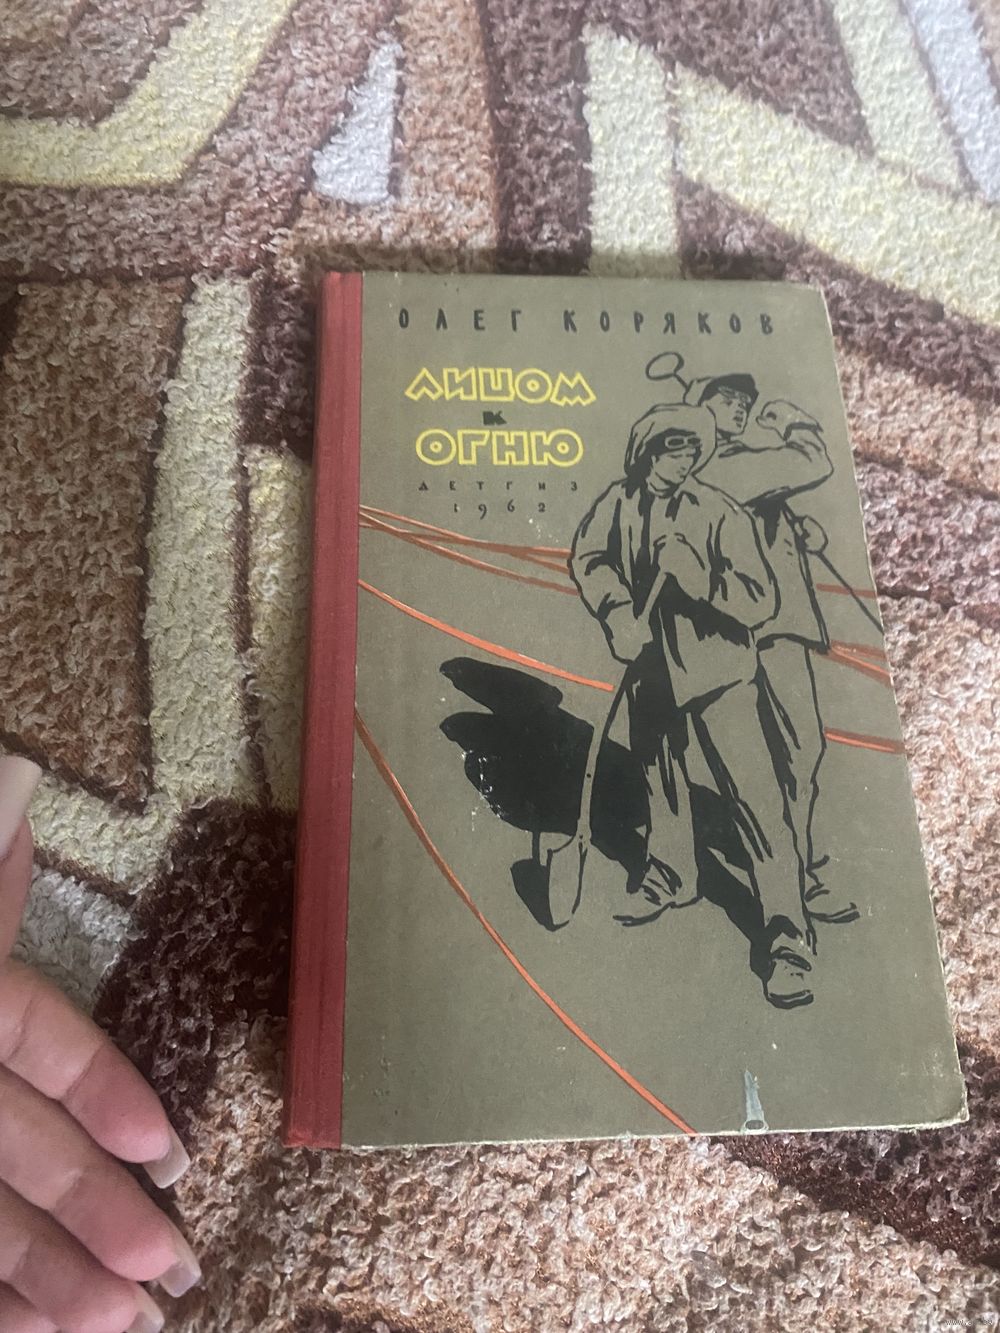 ОЛЕГ КОРЯКОВ
ЛИЦОМ
К
ОГНЮ
ДЕТГИЗ
1962